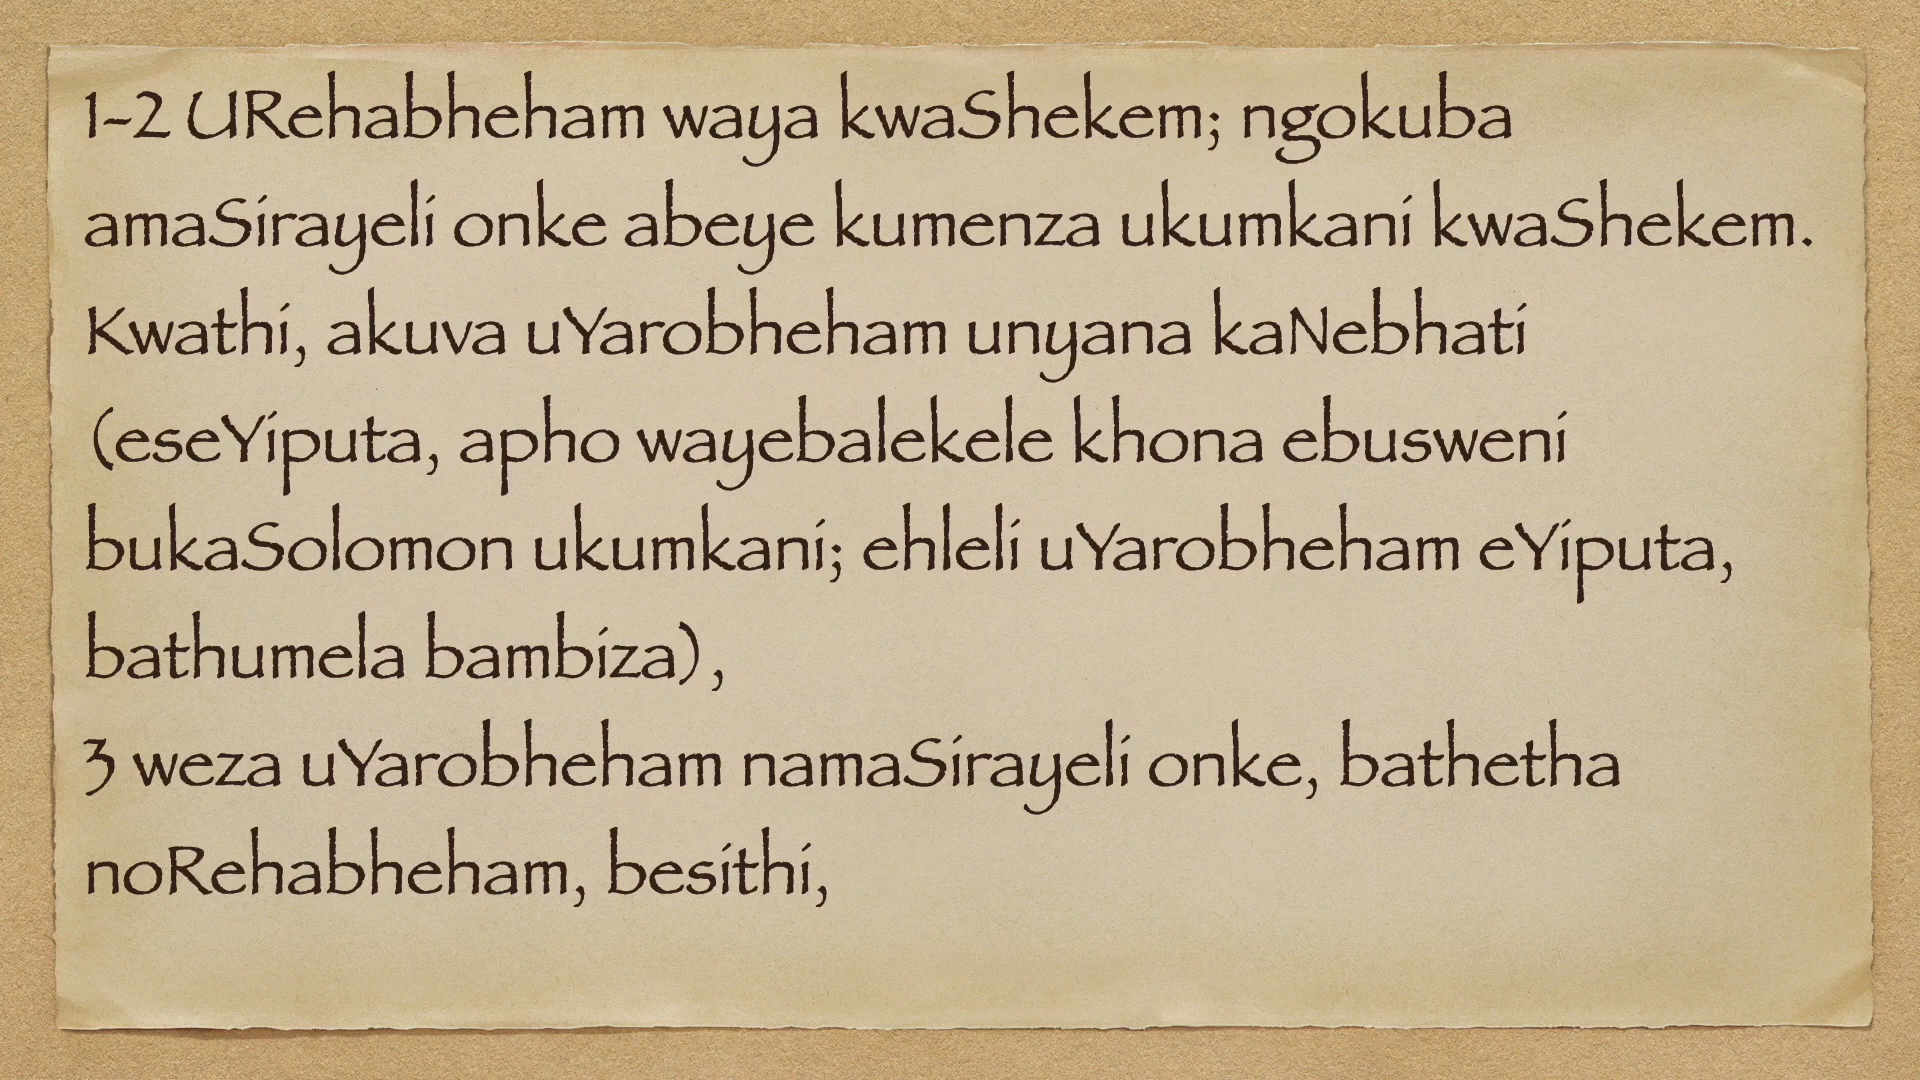 1-2 URehabheham waya kwaShekem; ngokuba
amaSirayeli onke abeye kumenza ukumkani kwaShekem.
Kwathi, akuva uYarobheham unyana kaNebhati
(eseYiputa, apho wayebalekele khona ebusweni
bukaSolomon ukumkani; ehleli uYarobheham eYiputa,
bathumela bambiza),
3 weza uYarobheham namaSirayeli onke, bathetha
noRehabheham, besithi,